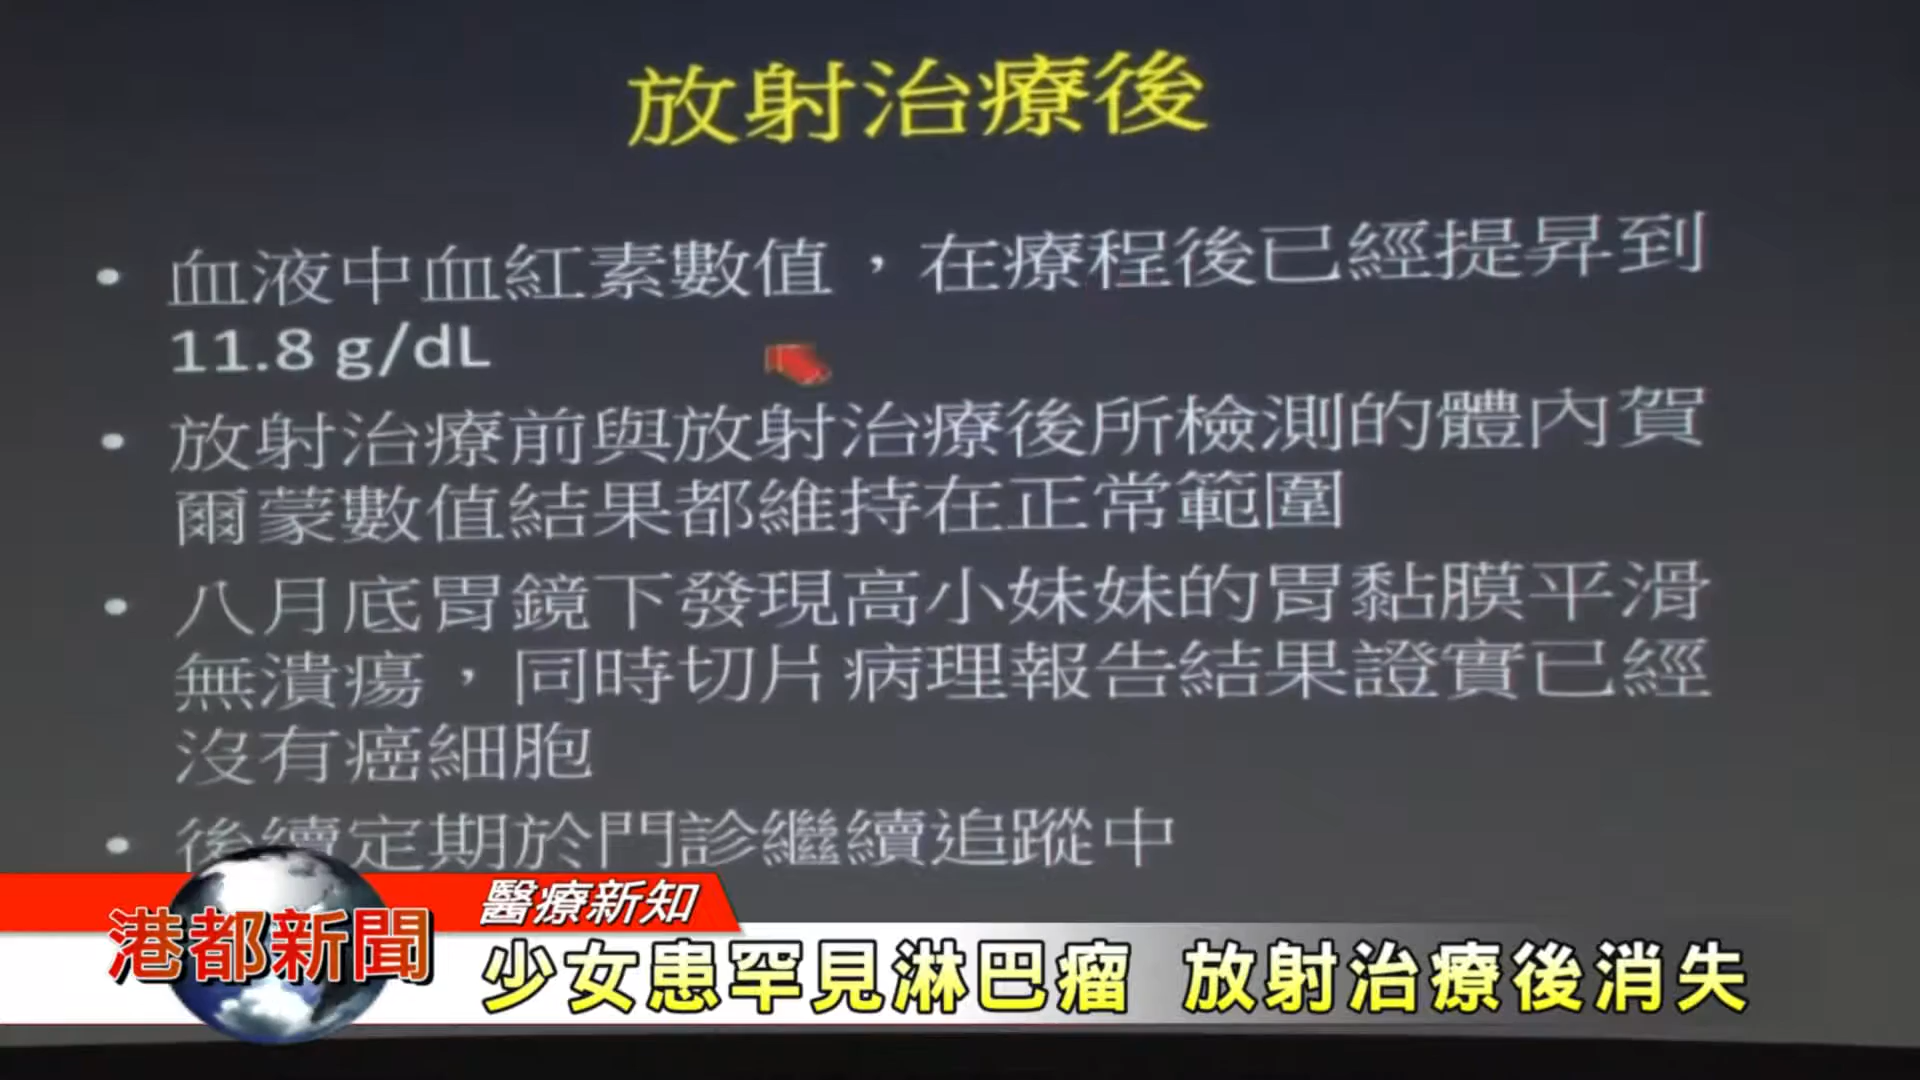 放射治療後
• 血液中血紅素數值，在療程後已經提昇到
11.8 g/dL
• 放射治療前與放射治療後所檢測的體內賀
爾蒙數值結果都維持在正常範圍
• 八月底胃鏡下發現高小妹妹的胃黏膜平滑
無潰瘍，同時切片病理報告結果證實已經
沒有癌細胞
• 後續定期於門診繼續追蹤中
醫療新知
港都新聞
少女患罕見淋巴瘤 放射治療後消失